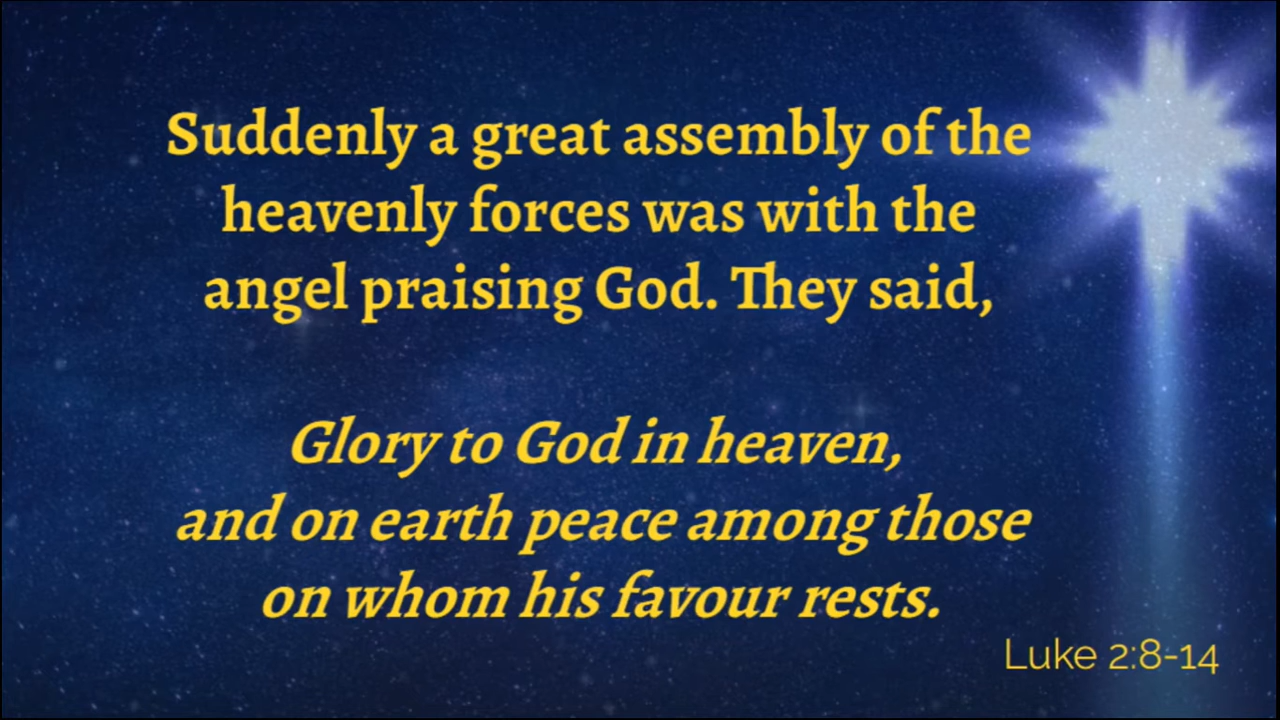 Suddenly a great assembly of the
heavenly forces was with the
angel praising God. They said,
Glory to God in heaven,
and on earth peace among those
on whom his favour rests.
Luke 2:8-14